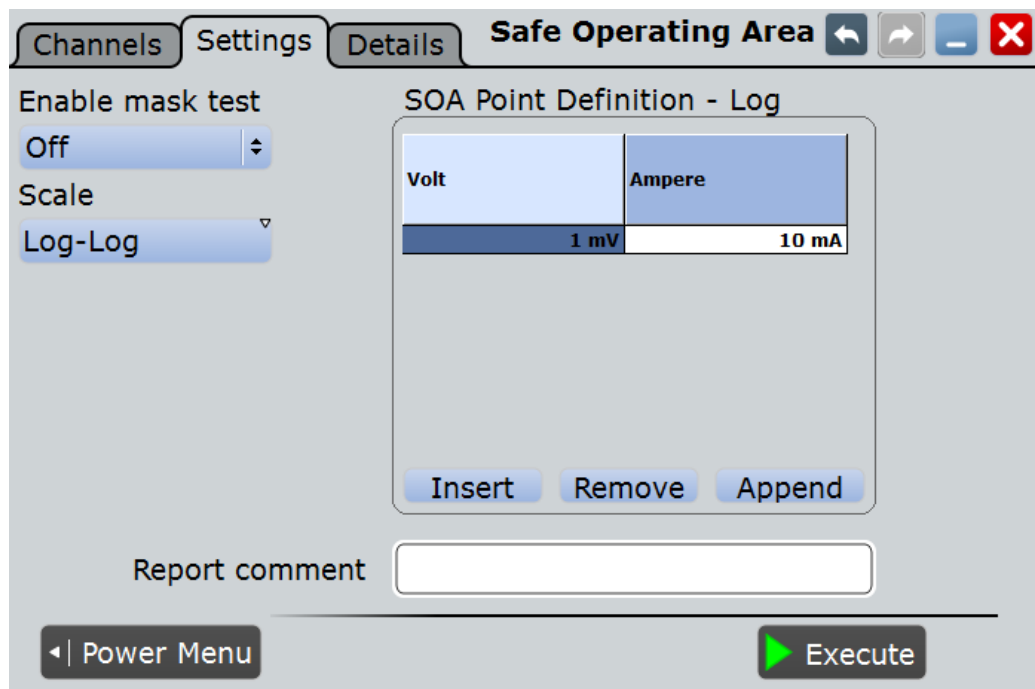 Channels Settings Details Safe Operating Area
Enable mask test
Off
Scale
Log-Log
SOA Point Definition - Log
Volt Ampere
1 mV 10 mA
Insert Remove Append
Report comment
Power Menu
Execute